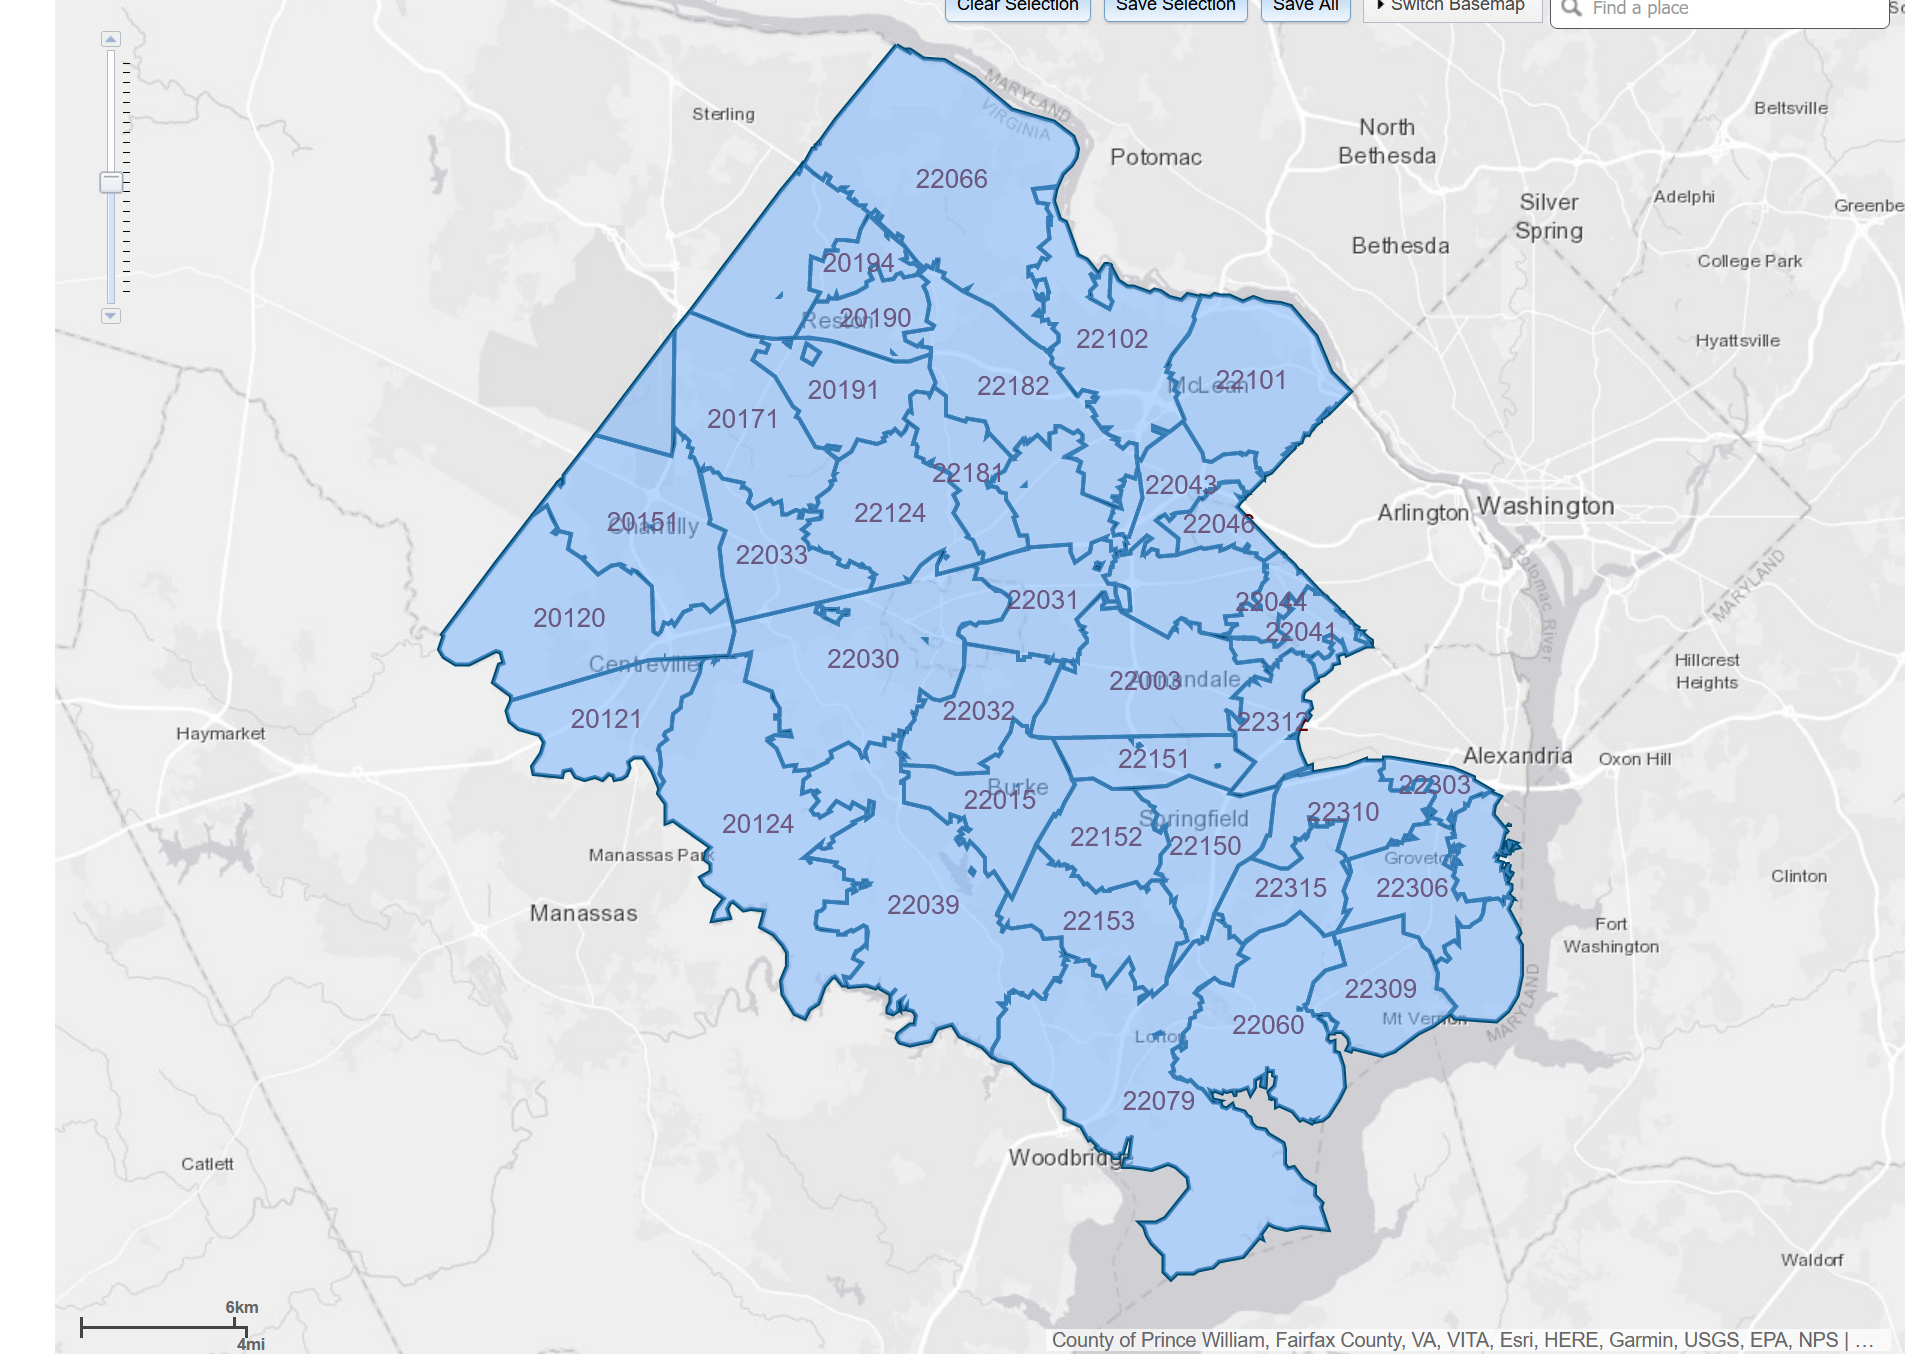 Clear Selection
Save Selection
Save All
Switch Basemap
Find a place
Sterling
MARYLAND
VIRGINIA
Potomac
North
Bethesda
Beltsville
Adelphi
Silver
Spring
Greenbe
Bethesda
College Park
Hyattsville
22066
20194
Reston
20190
22102
20191
22182
McLean
22101
20171
22181
22043
22124
20151
Chantilly
22046
22033
Arlington
Washington
Potomac River
MARYLAND
20120
22031
22044
22041
Centreville
22030
22003
Annandale
Hillcrest
Heights
20121
22032
22312
Haymarket
22151
Alexandria
Oxon Hill
Burke
22015
22303
22310
20124
Springfield
22152
22150
Manassas Park
Groveton
22306
22315
Clinton
Manassas
22039
22153
Fort
Washington
22309
MARYLAND
22060
Mt Vernon
MARYLAND
Lorton
22079
Woodbridge
Catlett
Waldorf
6km
4mi
County of Prince William, Fairfax County, VA, VITA, Esri, HERE, Garmin, USGS, EPA, NPS | ...